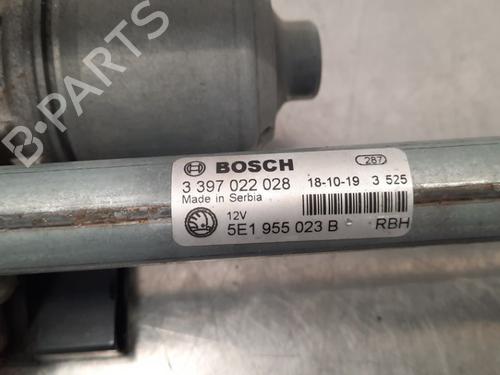 B-PARTS
BOSCH
287
3 397 022 028 18-10-19 3 525
Made in Serbia
12V
5E1 955 023 B RBH